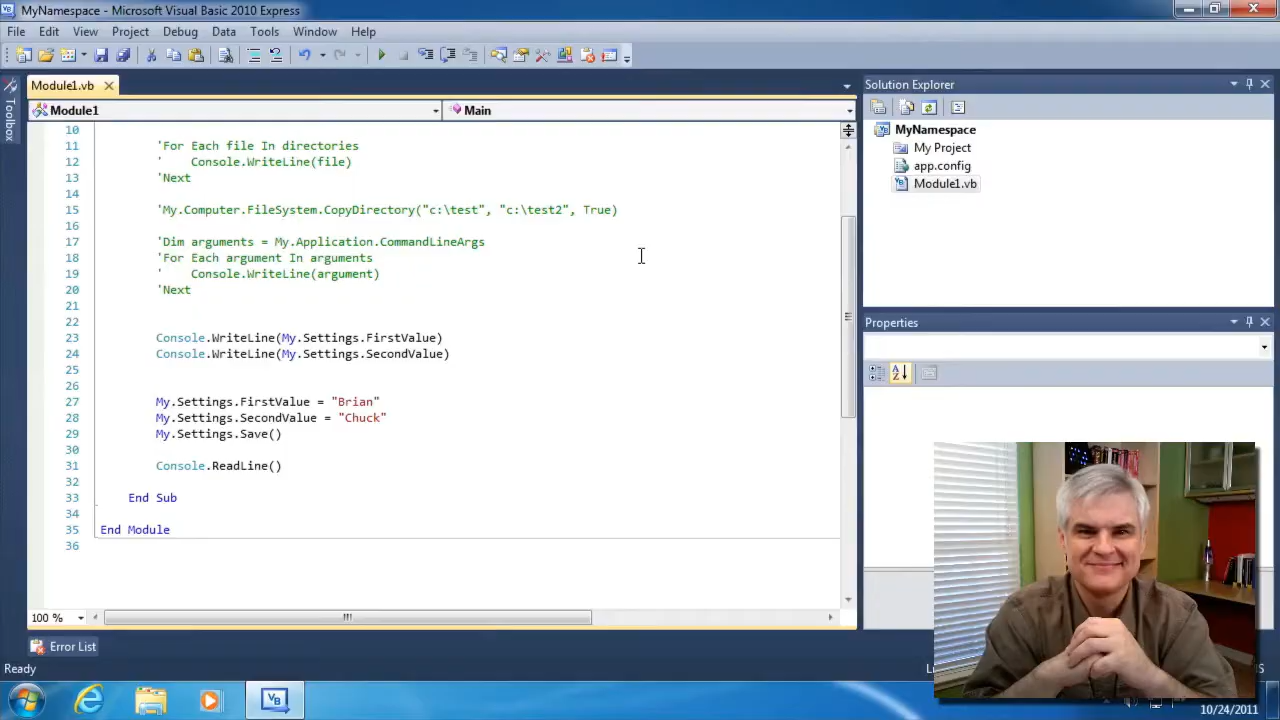 MyNamespace - Microsoft Visual Basic 2010 Express
File Edit View Project Debug Data Tools Window Help
Module1.vb
Module1
Main
Toolbox
10
11 'For Each file In directories
12 '    Console.WriteLine(file)
13 'Next
14
15 'My.Computer.FileSystem.CopyDirectory("c:\test", "c:\test2", True)
16
17 'Dim arguments = My.Application.CommandLineArgs
18 'For Each argument In arguments
19 '    Console.WriteLine(argument)
20 'Next
21
22
23 Console.WriteLine(My.Settings.FirstValue)
24 Console.WriteLine(My.Settings.SecondValue)
25
26
27 My.Settings.FirstValue = "Brian"
28 My.Settings.SecondValue = "Chuck"
29 My.Settings.Save()
30
31 Console.ReadLine()
32
33 End Sub
34
35 End Module
36
100 %
Solution Explorer
MyNamespace
My Project
app.config
Module1.vb
Properties
Error List
Ready
10/24/2011